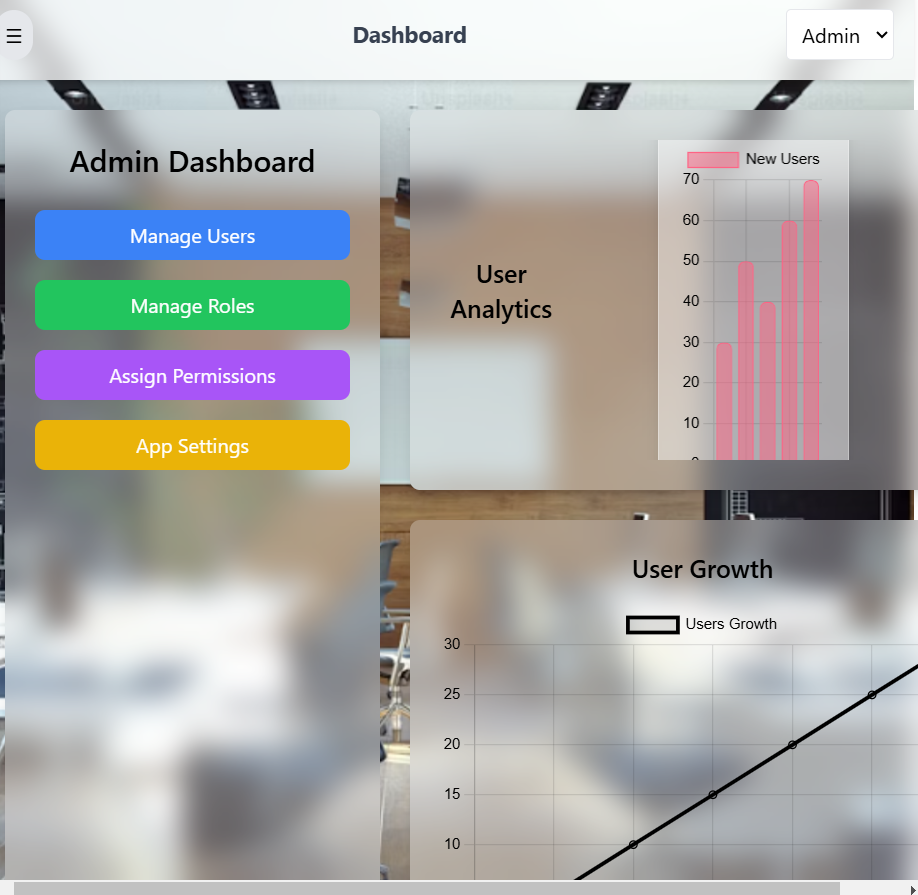 ☰
Dashboard
Admin
Admin Dashboard
Manage Users
Manage Roles
Assign Permissions
App Settings
User
Analytics
New Users
70
60
50
40
30
20
10
0
User Growth
Users Growth
30
25
20
15
10